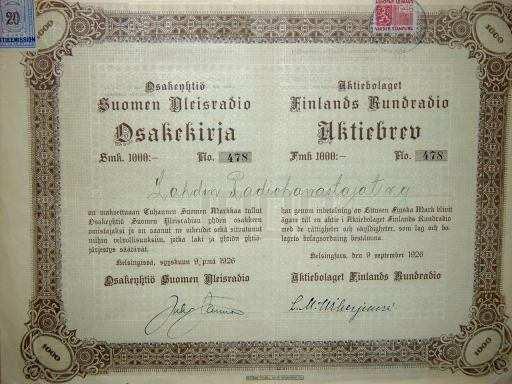 20
1000
1000
Osakeyhtiö
Suomen Yleisradio
Osakekirja
Smk. 1000:— No. 478
Aktiebolaget
Finlands Rundradio
Aktiebrev
Fmk 1000:— No. 478
Lahden Radioharrastajat r.y.
on maksettuaan Tuhannen Suomen Markkaa tullut
Osakeyhtiö Suomen Yleisradion yhden osakkeen
omistajaksi ja on saanut ne oikeudet sekä sitoutunut
niihin velvollisuuksiin, jotka laki ja yhtiön yhtiö-
järjestys säätävät.
Helsingissä, syyskuun 9 p:nä 1926
Osakeyhtiö Suomen Yleisradio
har genom inbetalning av Ettusen Finska Mark blivit
ägare till en aktie i Aktiebolaget Finlands Rundradio
med de rättigheter och skyldigheter, som lag och bo-
lagets bolagsordning bestämma.
Helsingfors, den 9 september 1926
Aktiebolaget Finlands Rundradio
1000
1000